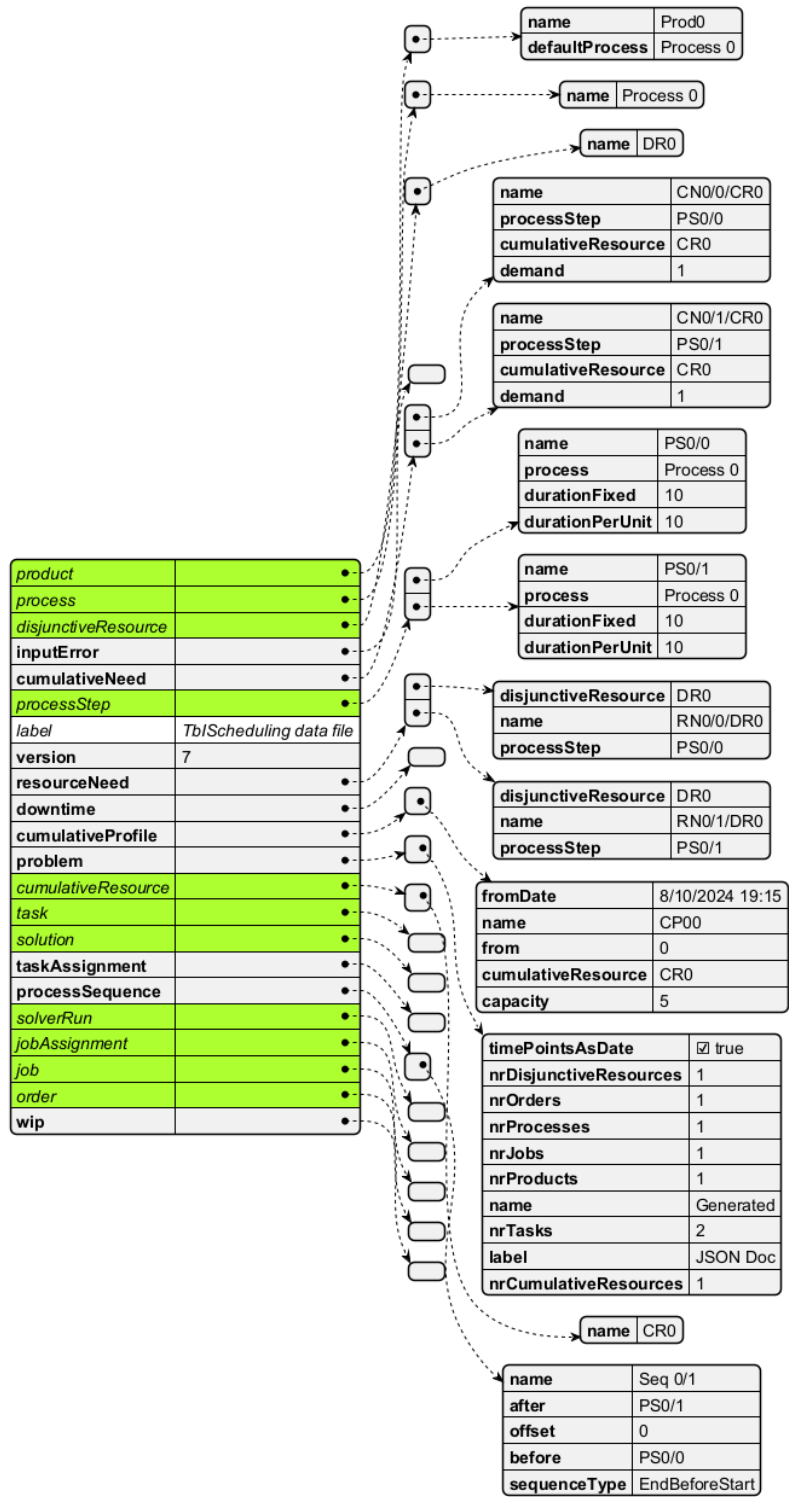 name Prod0
defaultProcess Process 0
name Process 0
name DR0
name CN0/0/CR0
processStep PS0/0
cumulativeResource CR0
demand 1
name CN0/1/CR0
processStep PS0/1
cumulativeResource CR0
demand 1
name PS0/0
process Process 0
durationFixed 10
durationPerUnit 10
name PS0/1
process Process 0
durationFixed 10
durationPerUnit 10
product
process
disjunctiveResource
inputError
cumulativeNeed
processStep
label TblScheduling data file
version 7
resourceNeed
downtime
cumulativeProfile
problem
cumulativeResource
task
solution
taskAssignment
processSequence
solverRun
jobAssignment
job
order
wip
disjunctiveResource DR0
name RN0/0/DR0
processStep PS0/0
disjunctiveResource DR0
name RN0/1/DR0
processStep PS0/1
fromDate 8/10/2024 19:15
name CP00
from 0
cumulativeResource CR0
capacity 5
timePointsAsDate ☑ true
nrDisjunctiveResources 1
nrOrders 1
nrProcesses 1
nrJobs 1
nrProducts 1
name Generated
nrTasks 2
label JSON Doc
nrCumulativeResources 1
name CR0
name Seq 0/1
after PS0/1
offset 0
before PS0/0
sequenceType EndBeforeStart